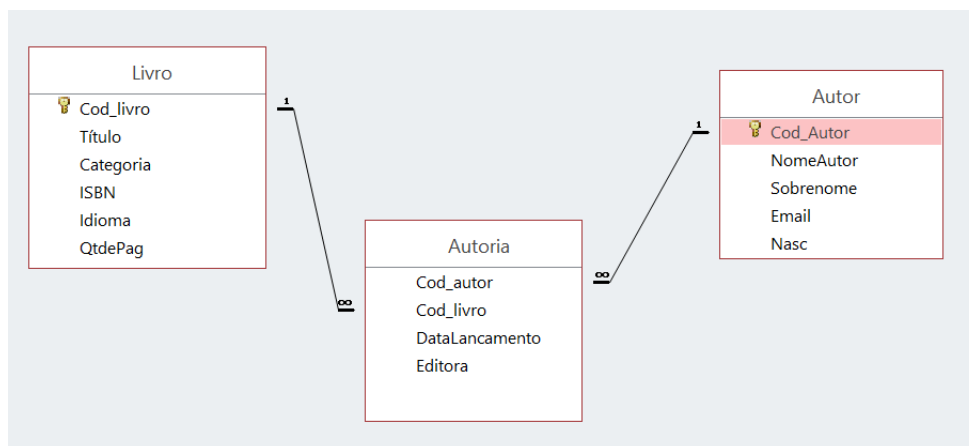 Livro
Cod_livro
Título
Categoria
ISBN
Idioma
QtdePag
1
∞
Autoria
Cod_autor
Cod_livro
DataLancamento
Editora
∞
1
Autor
Cod_Autor
NomeAutor
Sobrenome
Email
Nasc